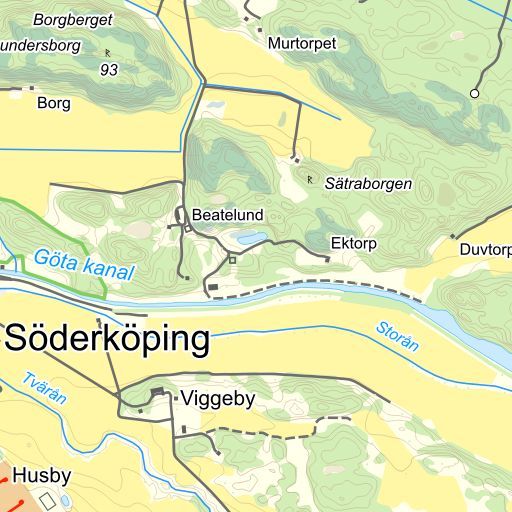 Borgberget
undersborg
93
Murtorpet
Borg
Sätraborgen
Beatelund
Ektorp
Duvtorp
Göta kanal
Söderköping
Storån
Tvärån
Viggeby
Husby